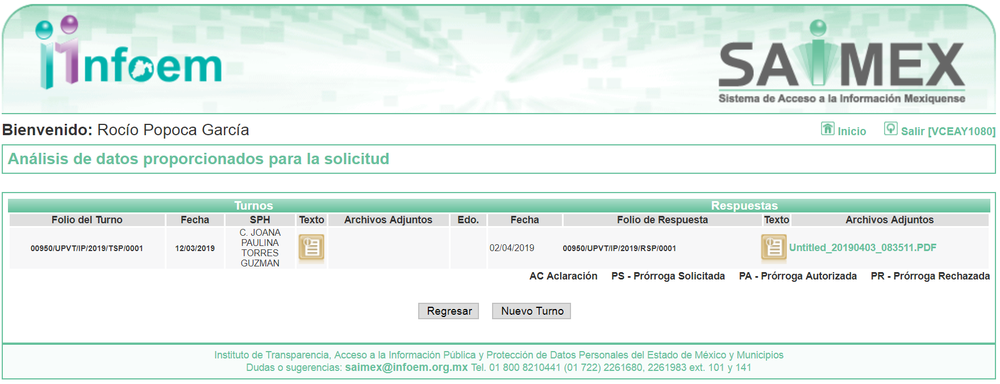 infoem
SAIMEX
Sistema de Acceso a la Información Mexiquense
Bienvenido: Rocío Popoca García
Inicio Salir [VCEAY1080]
Análisis de datos proporcionados para la solicitud
Turnos Respuestas
Folio del Turno Fecha SPH Texto Archivos Adjuntos Edo. Fecha Folio de Respuesta Texto Archivos Adjuntos
00950/UPVT/IP/2019/TSP/0001 12/03/2019 C. JOANA PAULINA TORRES GUZMAN 02/04/2019 00950/UPVT/IP/2019/RSP/0001 Untitled_20190403_083511.PDF
AC Aclaración PS - Prórroga Solicitada PA - Prórroga Autorizada PR - Prórroga Rechazada
Regresar Nuevo Turno
Instituto de Transparencia, Acceso a la Información Pública y Protección de Datos Personales del Estado de México y Municipios
Dudas o sugerencias: saimex@infoem.org.mx Tel. 01 800 8210441 (01 722) 2261680, 2261983 ext. 101 y 141